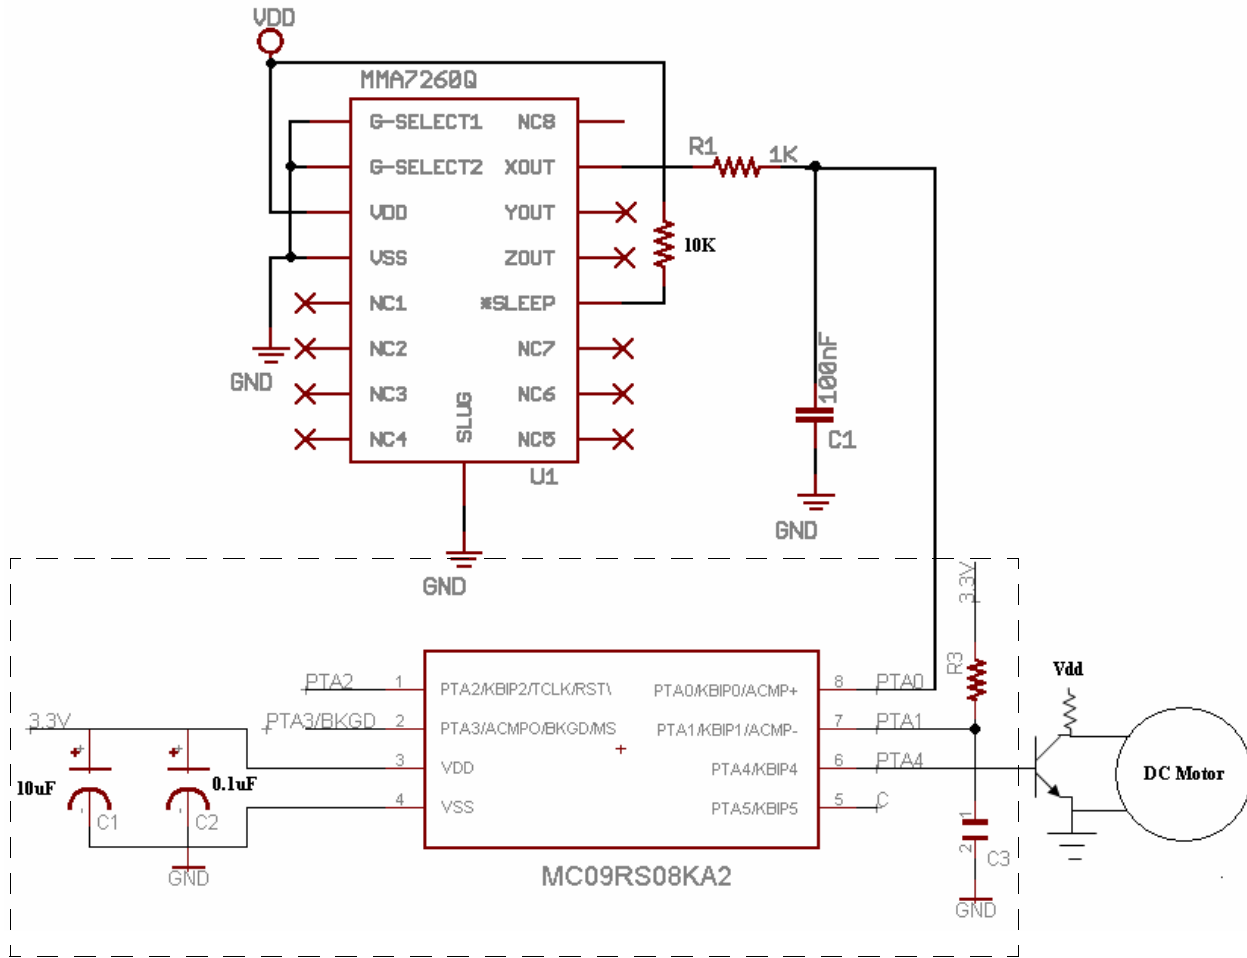 VDD
MMA7260Q
G-SELECT1
NC8
G-SELECT2
XOUT
R1
1K
VDD
YOUT
10K
VSS
ZOUT
NC1
*SLEEP
NC2
NC7
GND
NC3
NC6
100nF
SLUG
NC4
NC5
C1
U1
GND
GND
3.3V
R3
Vdd
PTA2
1
PTA2/KBIP2/TCLK/RST\
PTA0/KBIP0/ACMP+
8
PTA0
3.3V
PTA3/BKGD
2
PTA3/ACMPO/BKGD/MS
PTA1/KBIP1/ACMP-
7
PTA1
+
+
3
VDD
PTA4/KBIP4
6
PTA4
DC Motor
10uF
0.1uF
4
VSS
PTA5/KBIP5
5
C
C1
C2
1
2
C3
GND
MC09RS08KA2
GND